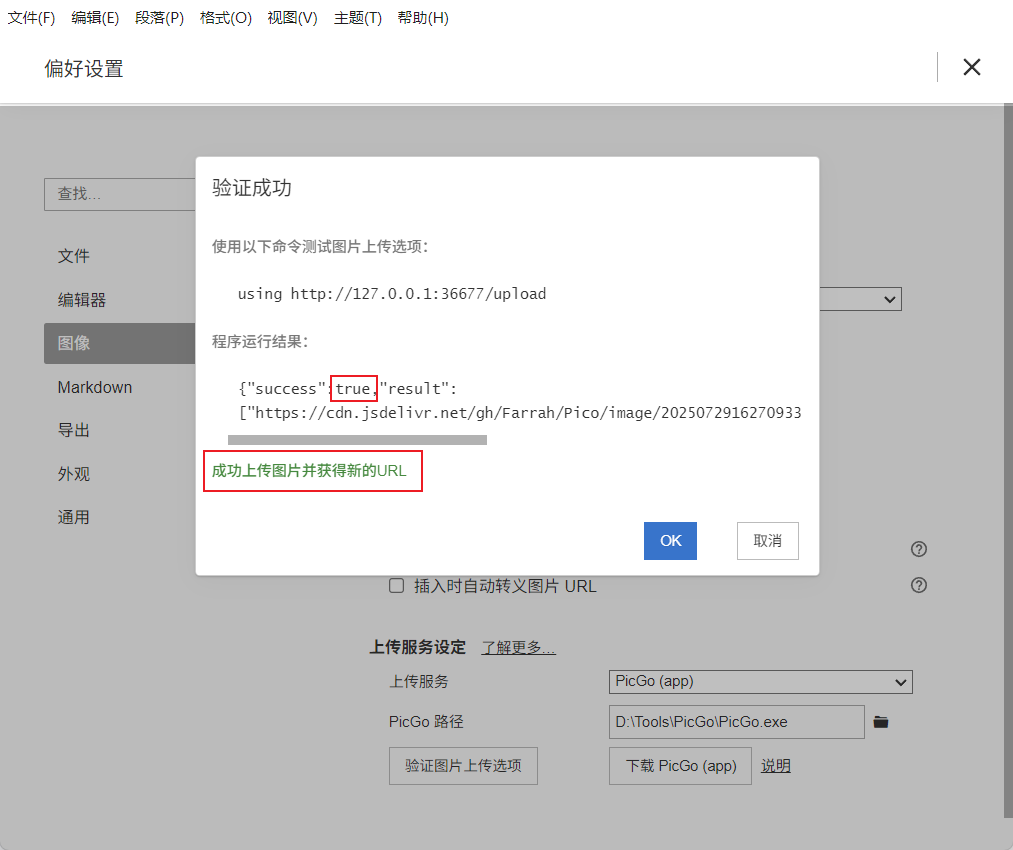 文件(F) 编辑(E) 段落(P) 格式(O) 视图(V) 主题(T) 帮助(H)
偏好设置
查找…
文件
编辑器
图像
Markdown
导出
外观
通用
验证成功
使用以下命令测试图片上传选项：
using http://127.0.0.1:36677/upload
程序运行结果：
{"success":true,"result":
["https://cdn.jsdelivr.net/gh/Farrah/Pico/image/2025072916270933
成功上传图片并获得新的URL
OK 取消
插入时自动转义图片 URL
上传服务设定 了解更多…
上传服务 PicGo (app)
PicGo 路径 D:\Tools\PicGo\PicGo.exe
验证图片上传选项 下载 PicGo (app) 说明